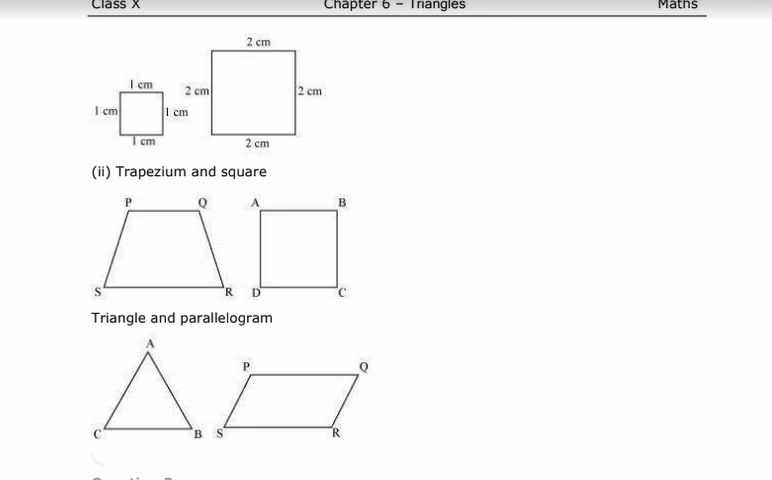 Class X Chapter 6 – Triangles Maths
2 cm
1 cm 2 cm 2 cm
1 cm 1 cm
1 cm 2 cm
(ii) Trapezium and square
P Q A B
S R D C
Triangle and parallelogram
A
P Q
C B S R